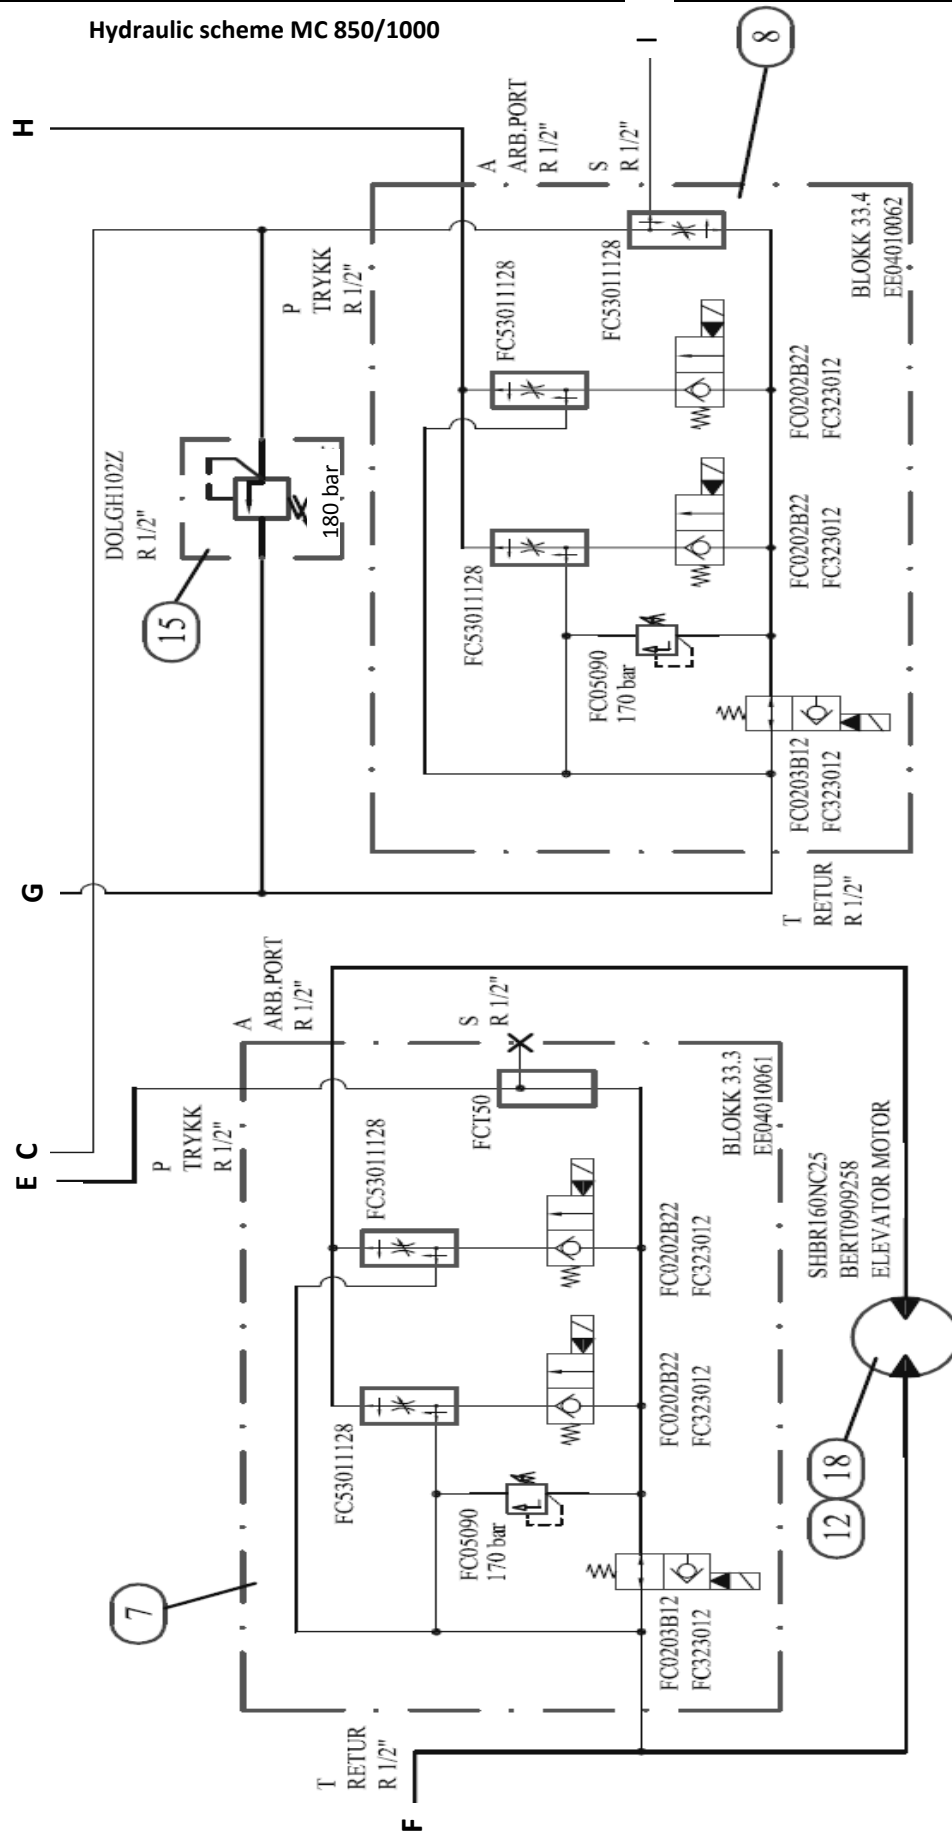 Hydraulic scheme MC 850/1000
I
8
H
A
ARB.PORT
R 1/2"
S
R 1/2"
P
TRYKK
R 1/2"
FC53011128
FC53011128
BLOKK 33.4
EE04010062
DOLGH102Z
R 1/2"
180 bar
15
FC53011128
FC0202B22
FC323012
FC0202B22
FC323012
FC05090
170 bar
FC0203B12
FC323012
G
T
RETUR
R 1/2"
A
ARB.PORT
R 1/2"
S
R 1/2"
E
C
P
TRYKK
R 1/2"
FCT50
FC53011128
BLOKK 33.3
EE04010061
FC53011128
FC0202B22
FC323012
FC0202B22
FC323012
SHBR160NC25
BERT0909258
ELEVATOR MOTOR
FC05090
170 bar
12
18
7
FC0203B12
FC323012
T
RETUR
R 1/2"
F